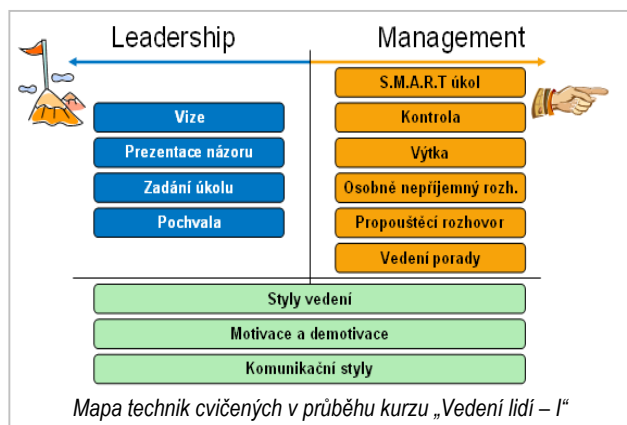 Leadership
Management
Vize
Prezentace názoru
Zadání úkolu
Pochvala
S.M.A.R.T úkol
Kontrola
Výtka
Osobně nepříjemný rozh.
Propouštěcí rozhovor
Vedení porady
Styly vedení
Motivace a demotivace
Komunikační styly
Mapa technik cvičených v průběhu kurzu „Vedení lidí – I“